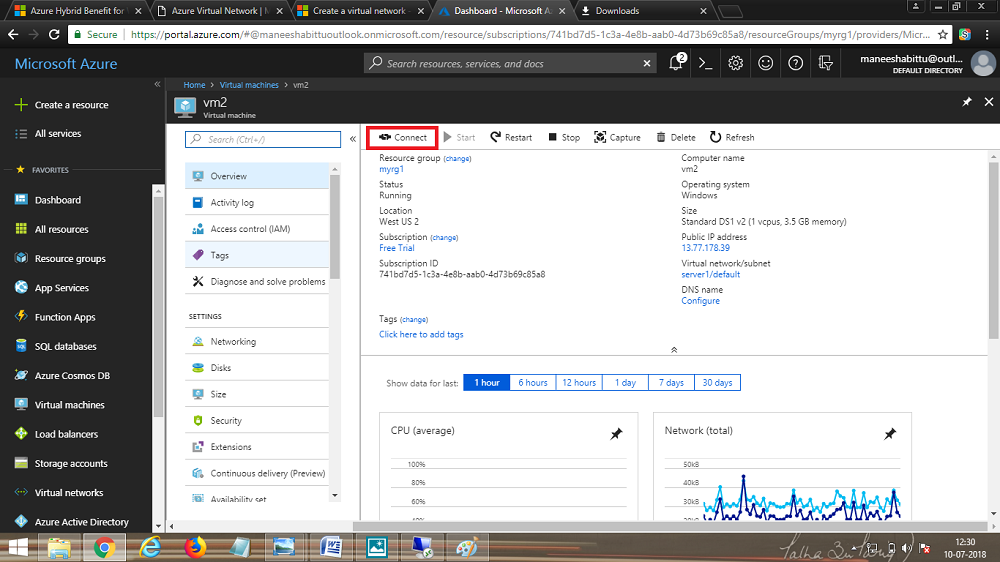 Azure Hybrid Benefit for
Azure Virtual Network | M
Create a virtual network -
Dashboard - Microsoft Az
Downloads
Secure
https://portal.azure.com/#@maneeshabittuoutlook.onmicrosoft.com/resource/subscriptions/741bd7d5-1c3a-4e8b-aab0-4d73b69c85a8/resourceGroups/myrg1/providers/Micr...
Microsoft Azure
Search resources, services, and docs
2
maneeshabittu@outl...
DEFAULT DIRECTORY
Create a resource
All services
FAVORITES
Dashboard
All resources
Resource groups
App Services
Function Apps
SQL databases
Azure Cosmos DB
Virtual machines
Load balancers
Storage accounts
Virtual networks
Azure Active Directory
Home > Virtual machines > vm2
vm2
Virtual machine
Search (Ctrl+/)
Overview
Activity log
Access control (IAM)
Tags
Diagnose and solve problems
SETTINGS
Networking
Disks
Size
Security
Extensions
Continuous delivery (Preview)
Availability set
Connect
Start
Restart
Stop
Capture
Delete
Refresh
Resource group (change)
myrg1
Status
Running
Location
West US 2
Subscription (change)
Free Trial
Subscription ID
741bd7d5-1c3a-4e8b-aab0-4d73b69c85a8
Computer name
vm2
Operating system
Windows
Size
Standard DS1 v2 (1 vcpus, 3.5 GB memory)
Public IP address
13.77.178.39
Virtual network/subnet
server1/default
DNS name
Configure
Tags (change)
Click here to add tags
Show data for last:
1 hour
6 hours
12 hours
1 day
7 days
30 days
CPU (average)
100%
80%
60%
Network (total)
50kB
40kB
30kB
12:30
10-07-2018